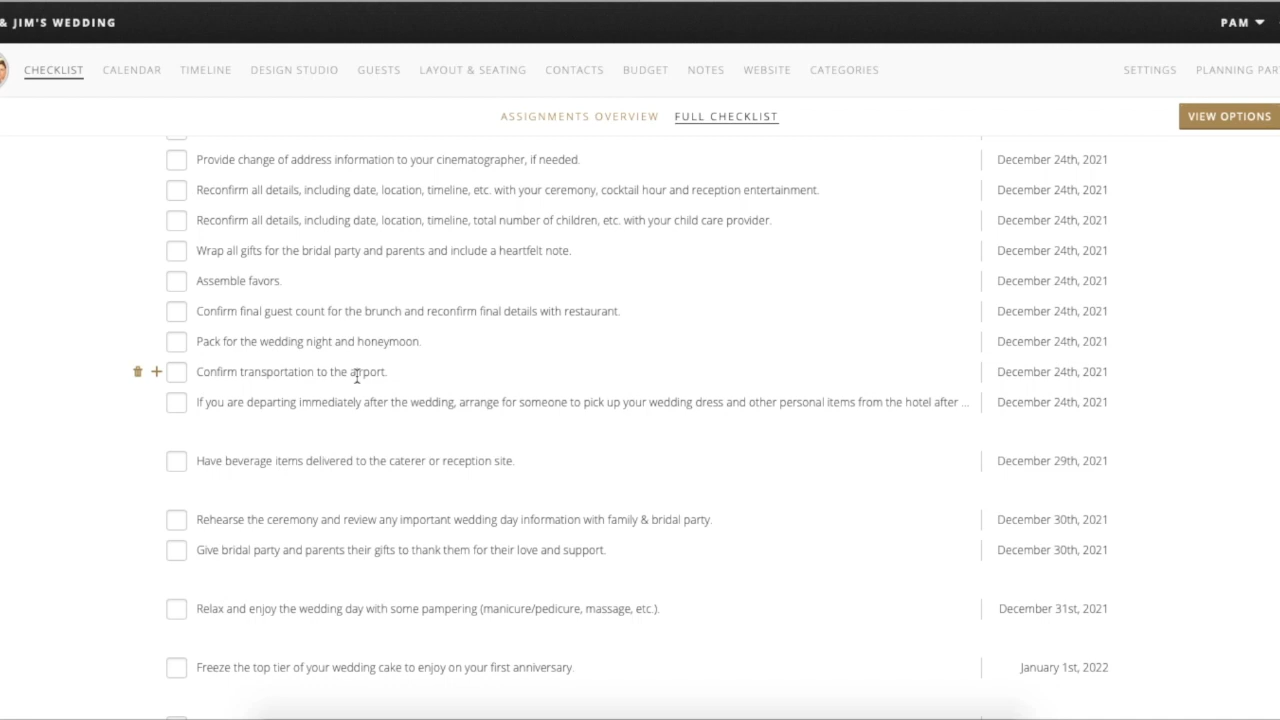 & JIM'S WEDDING
PAM
CHECKLIST CALENDAR TIMELINE DESIGN STUDIO GUESTS LAYOUT & SEATING CONTACTS BUDGET NOTES WEBSITE CATEGORIES SETTINGS PLANNING PAR
ASSIGNMENTS OVERVIEW FULL CHECKLIST VIEW OPTIONS
Provide change of address information to your cinematographer, if needed. December 24th, 2021
Reconfirm all details, including date, location, timeline, etc. with your ceremony, cocktail hour and reception entertainment. December 24th, 2021
Reconfirm all details, including date, location, timeline, total number of children, etc. with your child care provider. December 24th, 2021
Wrap all gifts for the bridal party and parents and include a heartfelt note. December 24th, 2021
Assemble favors. December 24th, 2021
Confirm final guest count for the brunch and reconfirm final details with restaurant. December 24th, 2021
Pack for the wedding night and honeymoon. December 24th, 2021
Confirm transportation to the airport. December 24th, 2021
If you are departing immediately after the wedding, arrange for someone to pick up your wedding dress and other personal items from the hotel after ... December 24th, 2021
Have beverage items delivered to the caterer or reception site. December 29th, 2021
Rehearse the ceremony and review any important wedding day information with family & bridal party. December 30th, 2021
Give bridal party and parents their gifts to thank them for their love and support. December 30th, 2021
Relax and enjoy the wedding day with some pampering (manicure/pedicure, massage, etc.). December 31st, 2021
Freeze the top tier of your wedding cake to enjoy on your first anniversary. January 1st, 2022